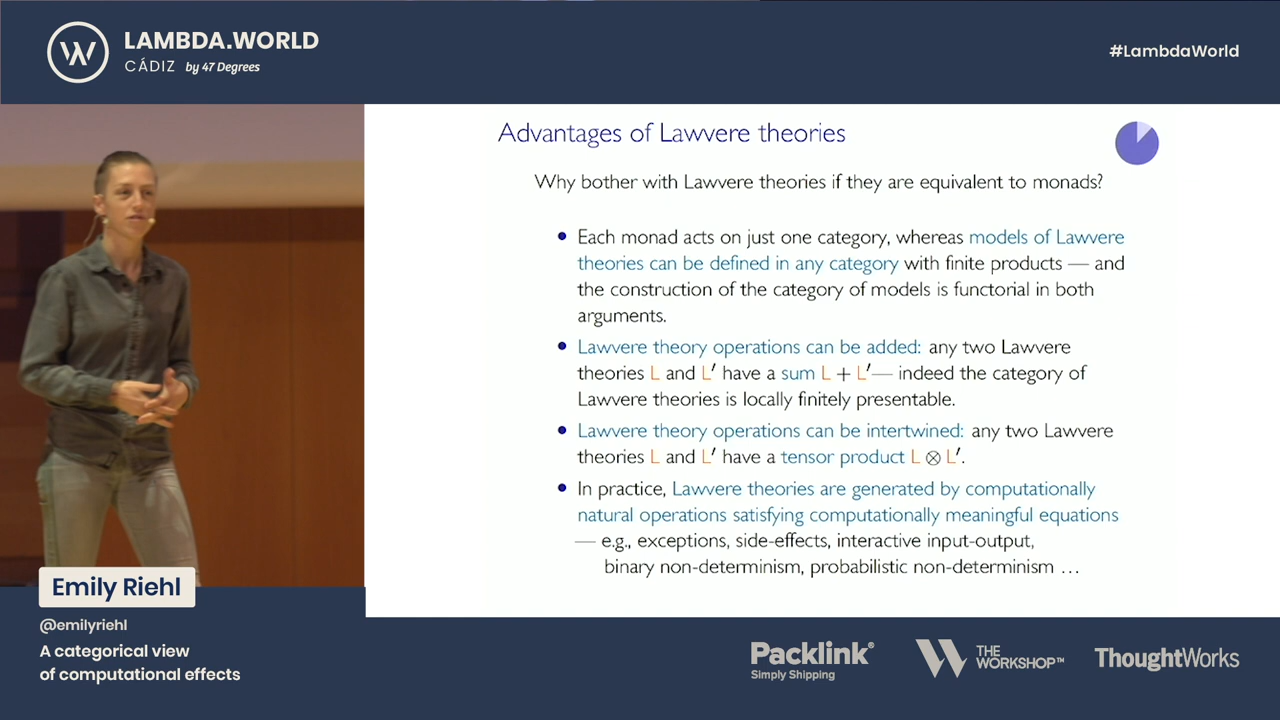 LAMBDA.WORLD
CÁDIZ by 47 Degrees
#LambdaWorld
Advantages of Lawvere theories
Why bother with Lawvere theories if they are equivalent to monads?
• Each monad acts on just one category, whereas models of Lawvere
theories can be defined in any category with finite products — and
the construction of the category of models is functorial in both
arguments.
• Lawvere theory operations can be added: any two Lawvere
theories L and L′ have a sum L + L′— indeed the category of
Lawvere theories is locally finitely presentable.
• Lawvere theory operations can be intertwined: any two Lawvere
theories L and L′ have a tensor product L ⊗ L′.
• In practice, Lawvere theories are generated by computationally
natural operations satisfying computationally meaningful equations
— e.g., exceptions, side-effects, interactive input-output,
binary non-determinism, probabilistic non-determinism …
Emily Riehl
@emilyriehl
A categorical view
of computational effects
Packlink®
Simply Shipping
THE
WORKSHOP™
ThoughtWorks